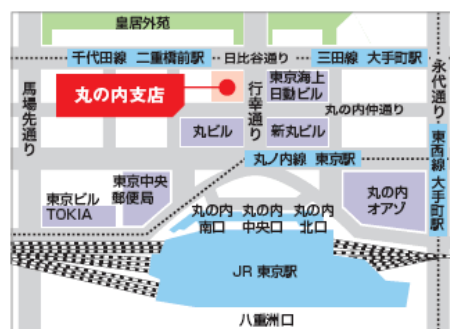 皇居外苑
千代田線 二重橋前駅
日比谷通り
三田線 大手町駅
永代通り
馬場先通り
丸の内支店
行幸通り
東京海上
日動ビル
丸の内仲通り
丸ビル
新丸ビル
東西線 大手町駅
丸ノ内線 東京駅
東京中央
郵便局
東京ビル
TOKIA
丸の内
南口
丸の内
中央口
丸の内
北口
丸の内
オアゾ
JR 東京駅
八重洲口